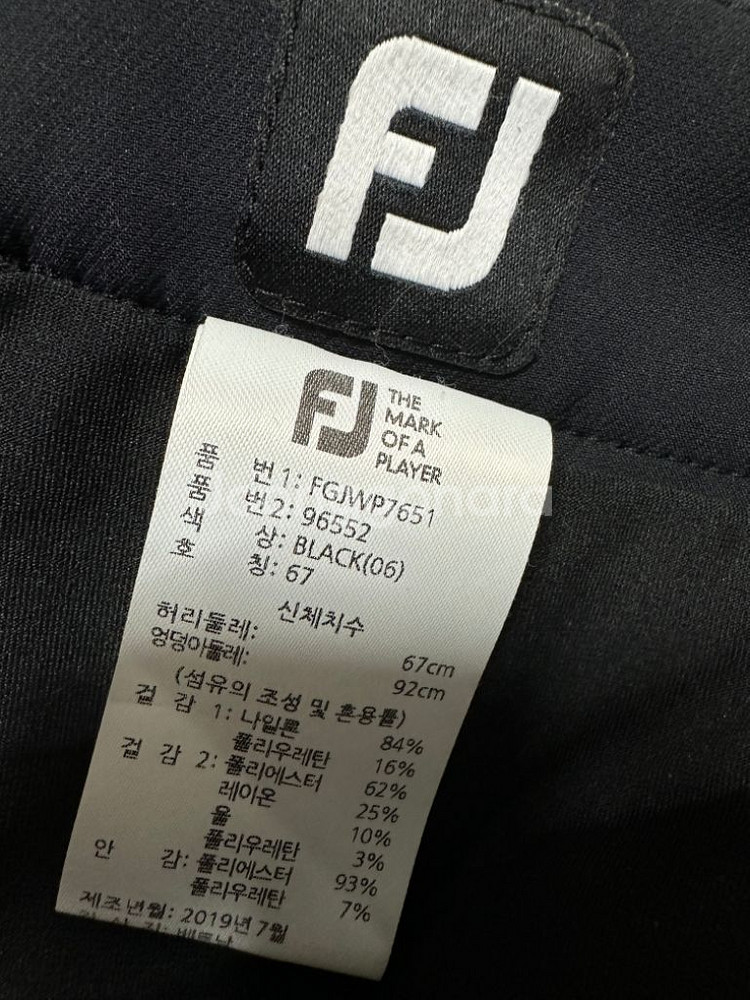 FJ
FJ THE
MARK
OF A
PLAYER
품 번1: FGJWP7651
품 번2: 96552
색 상: BLACK(06)
호 칭: 67
신체치수
허리둘레: 67cm
엉덩이둘레: 92cm
(섬유의 조성 및 혼용률)
겉 감 1: 나일론 84%
폴리우레탄 16%
겉 감 2: 폴리에스터 62%
레이온 25%
울 10%
폴리우레탄 3%
안 감: 폴리에스터 93%
폴리우레탄 7%
제조년월: 2019년 7월